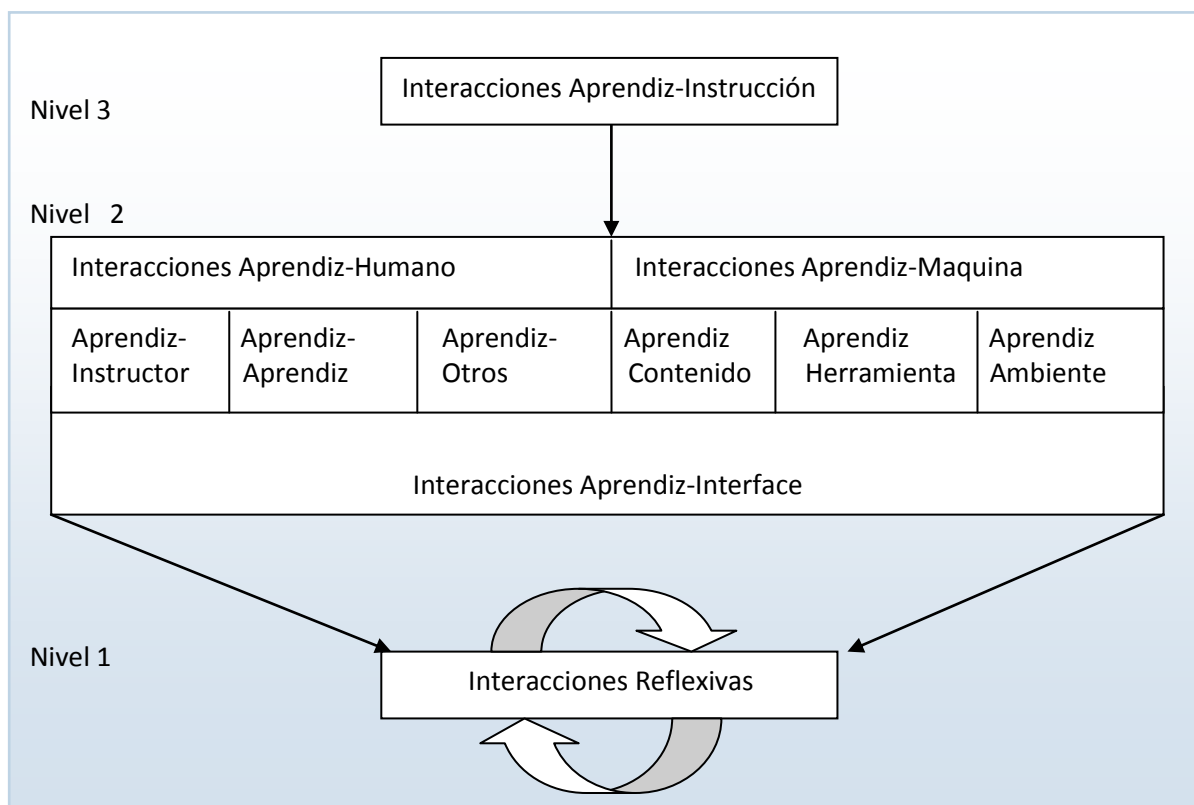 Interacciones Aprendiz-Instrucción
Nivel 3
Nivel 2
Interacciones Aprendiz-Humano
Interacciones Aprendiz-Maquina
Aprendiz-
Instructor
Aprendiz-
Aprendiz
Aprendiz-
Otros
Aprendiz
Contenido
Aprendiz
Herramienta
Aprendiz
Ambiente
Interacciones Aprendiz-Interface
Nivel 1
Interacciones Reflexivas